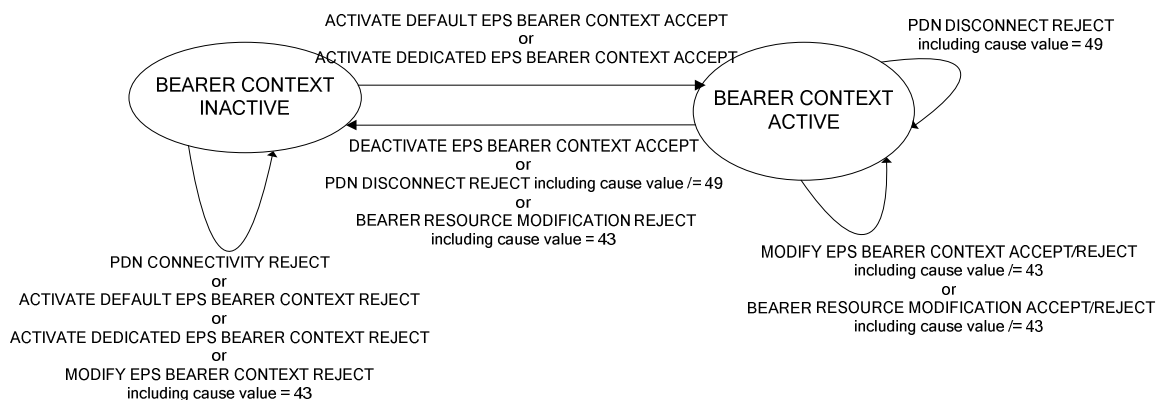 ACTIVATE DEFAULT EPS BEARER CONTEXT ACCEPT
or
ACTIVATE DEDICATED EPS BEARER CONTEXT ACCEPT
PDN DISCONNECT REJECT
including cause value = 49
BEARER CONTEXT
INACTIVE
BEARER CONTEXT
ACTIVE
DEACTIVATE EPS BEARER CONTEXT ACCEPT
or
PDN DISCONNECT REJECT including cause value /= 49
or
BEARER RESOURCE MODIFICATION REJECT
including cause value = 43
PDN CONNECTIVITY REJECT
or
ACTIVATE DEFAULT EPS BEARER CONTEXT REJECT
or
ACTIVATE DEDICATED EPS BEARER CONTEXT REJECT
or
MODIFY EPS BEARER CONTEXT REJECT
including cause value = 43
MODIFY EPS BEARER CONTEXT ACCEPT/REJECT
including cause value /= 43
or
BEARER RESOURCE MODIFICATION ACCEPT/REJECT
including cause value /= 43